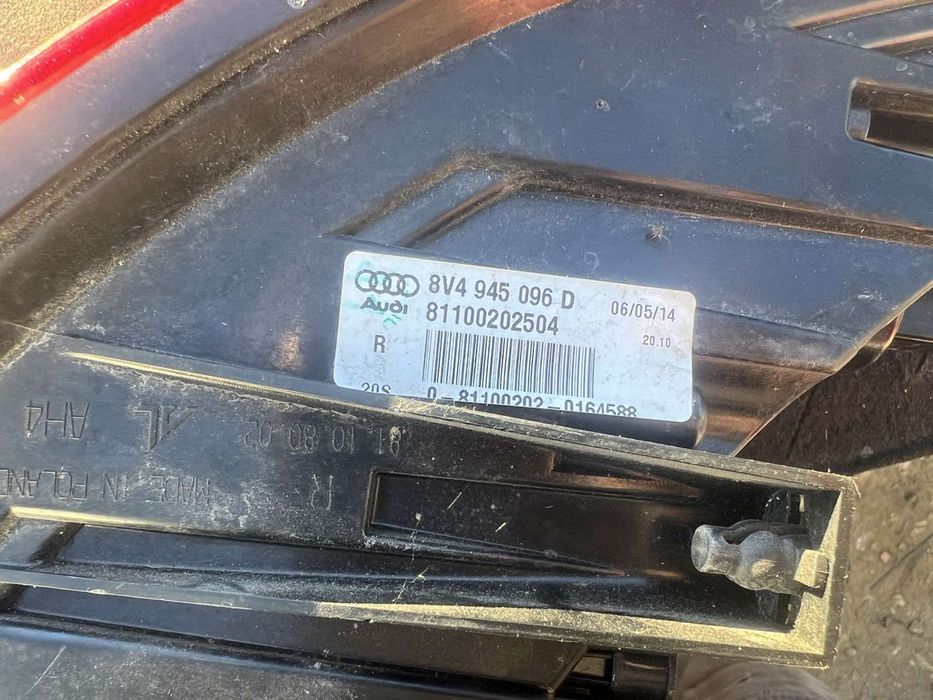 8V4 945 096 D
06/05/14
Audi
81100202504
20.10
R
20S
0-81100202-0164588
AL
AH4
81.10.80.02
R
MADE IN POLAND